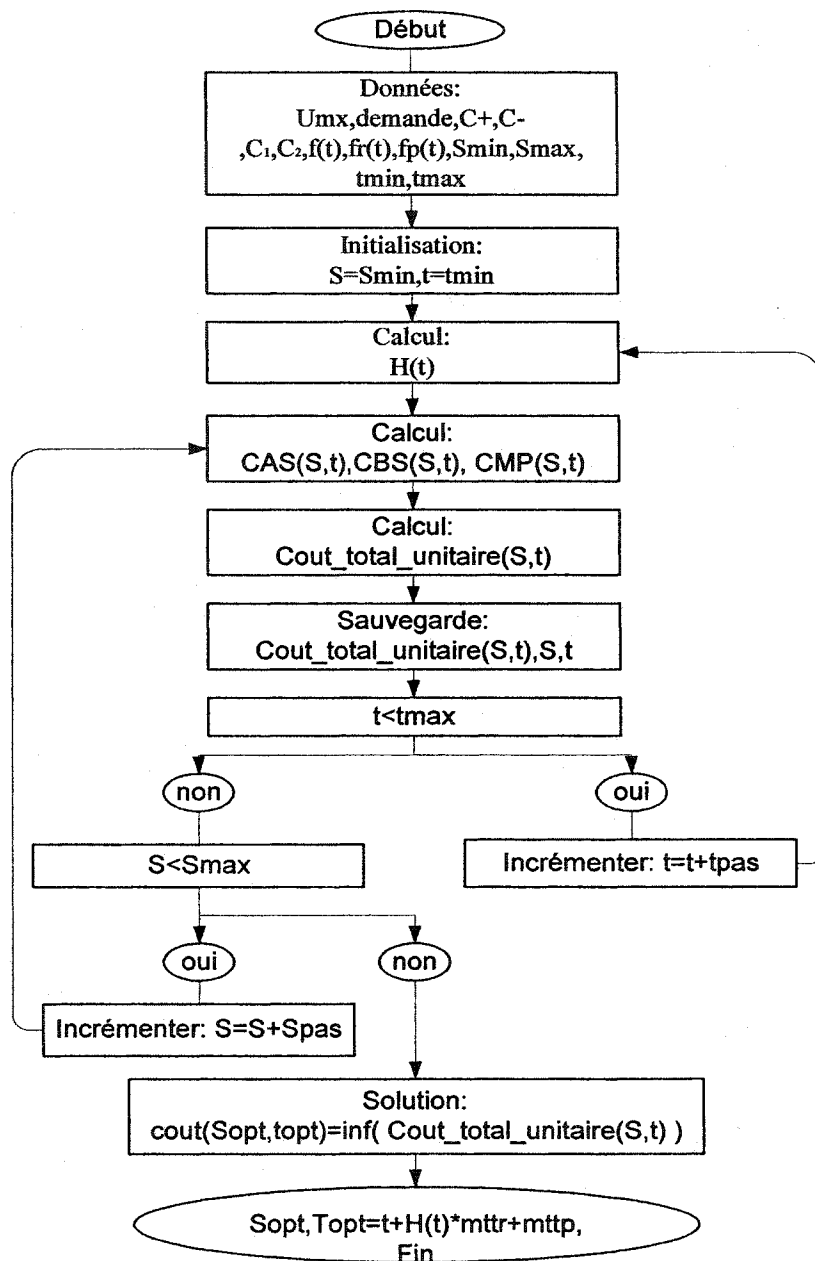 Début
Données:
Umx,demande,C+,C-
,C₁,C₂,f(t),fr(t),fp(t),Smin,Smax,
tmin,tmax
Initialisation:
S=Smin,t=tmin
Calcul:
H(t)
Calcul:
CAS(S,t),CBS(S,t), CMP(S,t)
Calcul:
Cout_total_unitaire(S,t)
Sauvegarde:
Cout_total_unitaire(S,t),S,t
t<tmax
non
oui
S<Smax
Incrémenter: t=t+tpas
oui
non
Incrémenter: S=S+Spas
Solution:
cout(Sopt,topt)=inf( Cout_total_unitaire(S,t) )
Sopt,Topt=t+H(t)*mttr+mttp,
Fin